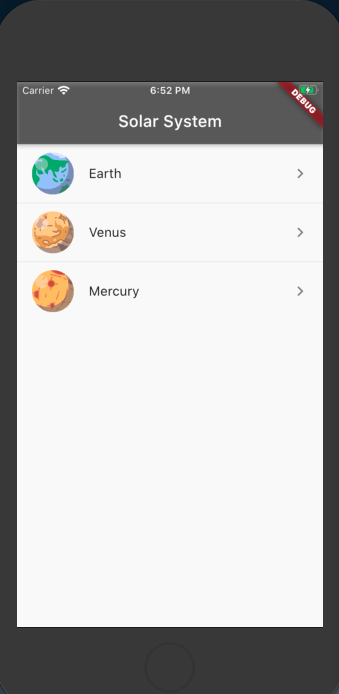 Carrier 6:52 PM
DEBUG
Solar System
Earth
Venus
Mercury